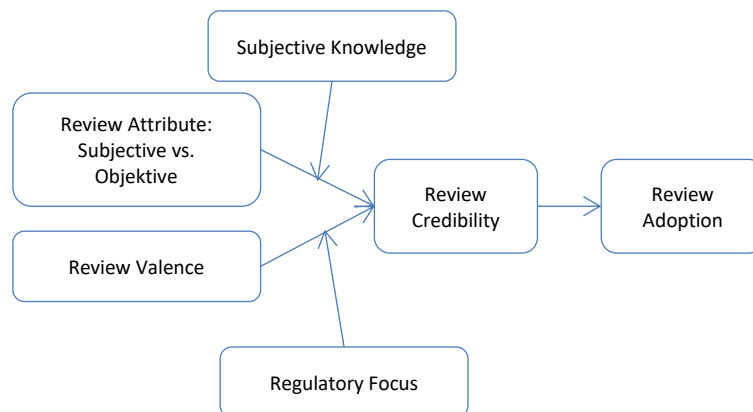 Subjective Knowledge
Review Attribute:
Subjective vs.
Objektive
Review
Credibility
Review
Adoption
Review Valence
Regulatory Focus